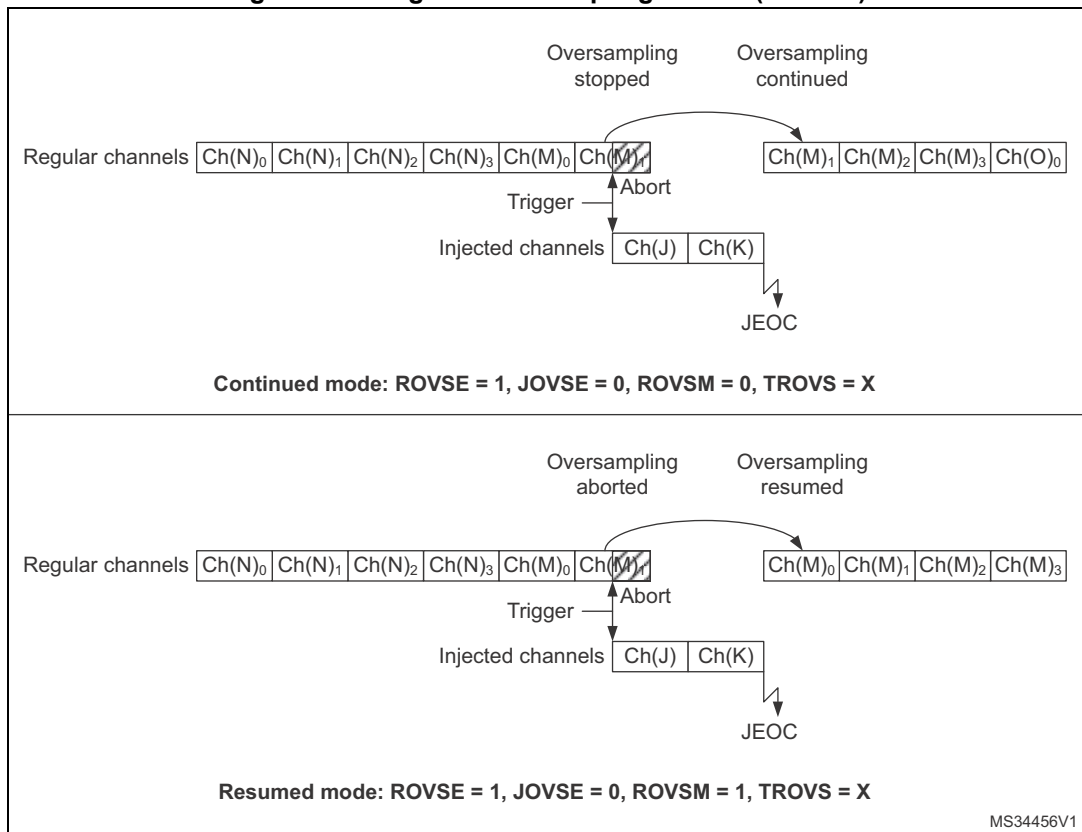 Oversampling stopped
Oversampling continued
Regular channels Ch(N)₀ Ch(N)₁ Ch(N)₂ Ch(N)₃ Ch(M)₀ Ch(M)₁ Ch(M)₁ Ch(M)₂ Ch(M)₃ Ch(O)₀
Abort
Trigger
Injected channels Ch(J) Ch(K)
JEOC
Continued mode: ROVSE = 1, JOVSE = 0, ROVSM = 0, TROVS = X
Oversampling aborted
Oversampling resumed
Regular channels Ch(N)₀ Ch(N)₁ Ch(N)₂ Ch(N)₃ Ch(M)₀ Ch(M)₁ Ch(M)₀ Ch(M)₁ Ch(M)₂ Ch(M)₃
Abort
Trigger
Injected channels Ch(J) Ch(K)
JEOC
Resumed mode: ROVSE = 1, JOVSE = 0, ROVSM = 1, TROVS = X
MS34456V1